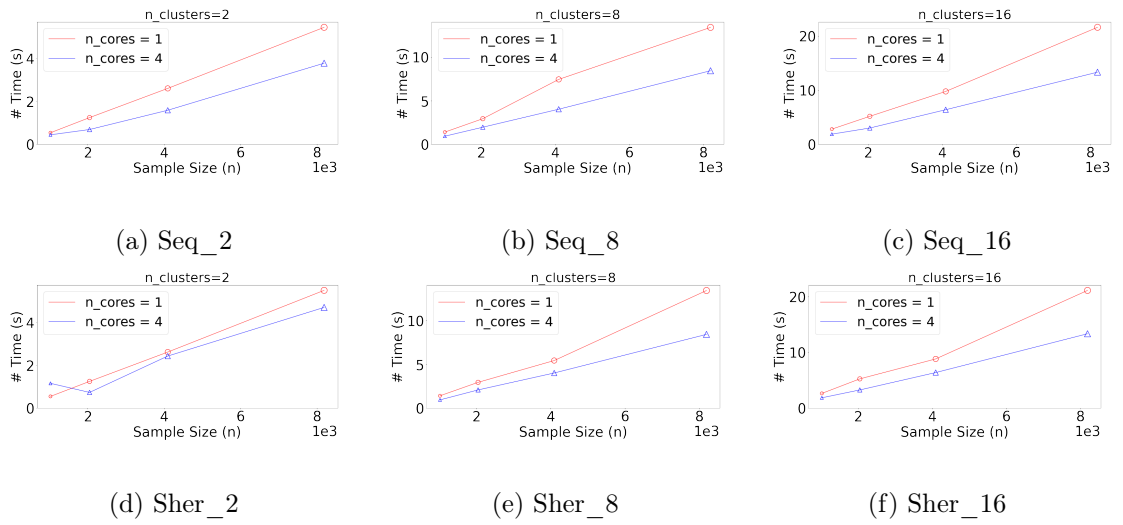 n_clusters=2
n_cores = 1
n_cores = 4
# Time (s)
4
2
0
2 4 6 8
Sample Size (n)
1e3
(a) Seq_2
n_clusters=8
n_cores = 1
n_cores = 4
# Time (s)
10
5
0
2 4 6 8
Sample Size (n)
1e3
(b) Seq_8
n_clusters=16
n_cores = 1
n_cores = 4
# Time (s)
20
10
0
2 4 6 8
Sample Size (n)
1e3
(c) Seq_16
n_clusters=2
n_cores = 1
n_cores = 4
# Time (s)
4
2
0
2 4 6 8
Sample Size (n)
1e3
(d) Sher_2
n_clusters=8
n_cores = 1
n_cores = 4
# Time (s)
10
5
0
2 4 6 8
Sample Size (n)
1e3
(e) Sher_8
n_clusters=16
n_cores = 1
n_cores = 4
# Time (s)
20
10
0
2 4 6 8
Sample Size (n)
1e3
(f) Sher_16